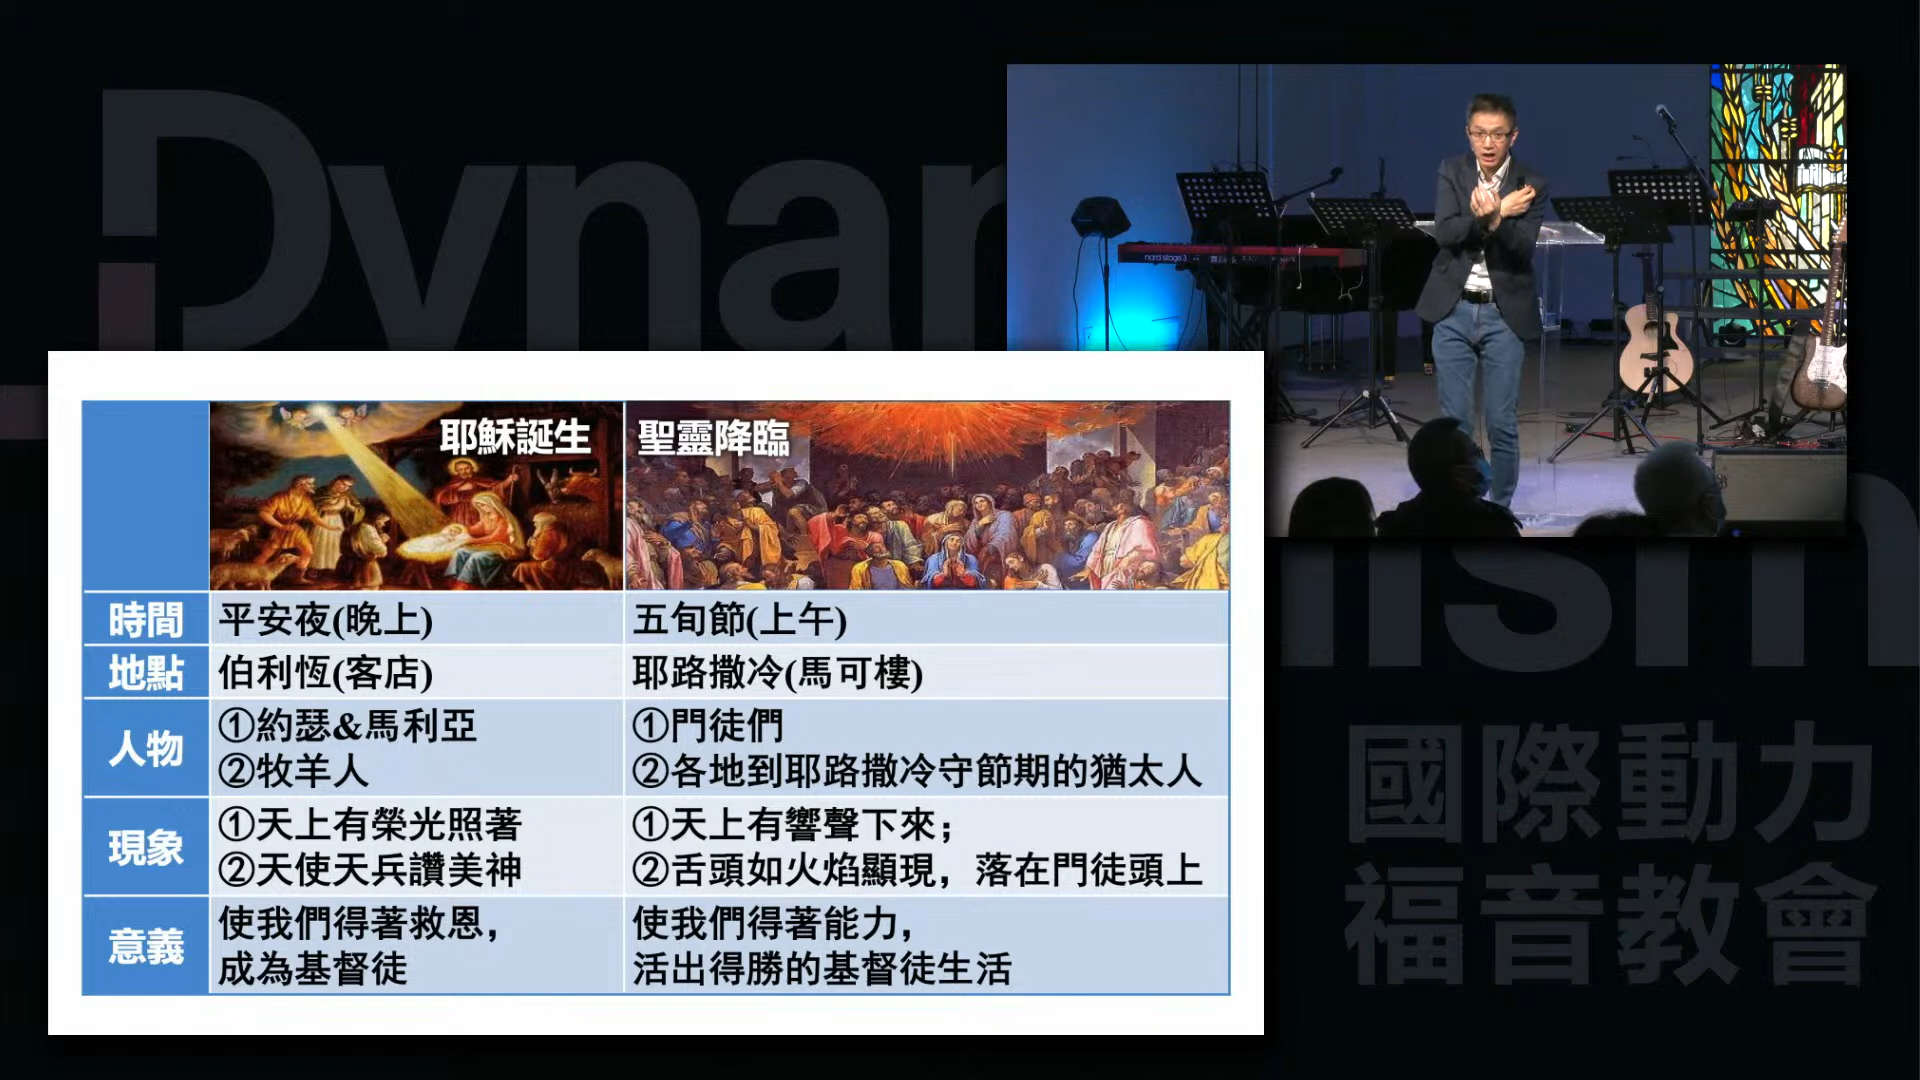 Dynamism
nord stage 3
耶穌誕生
聖靈降臨
時間
平安夜(晚上)
五旬節(上午)
地點
伯利恆(客店)
耶路撒冷(馬可樓)
人物
①約瑟&馬利亞
②牧羊人
①門徒們
②各地到耶路撒冷守節期的猶太人
現象
①天上有榮光照著
②天使天兵讚美神
①天上有響聲下來；
②舌頭如火焰顯現，落在門徒頭上
意義
使我們得著救恩，
成為基督徒
使我們得著能力，
活出得勝的基督徒生活
國際動力
福音教會